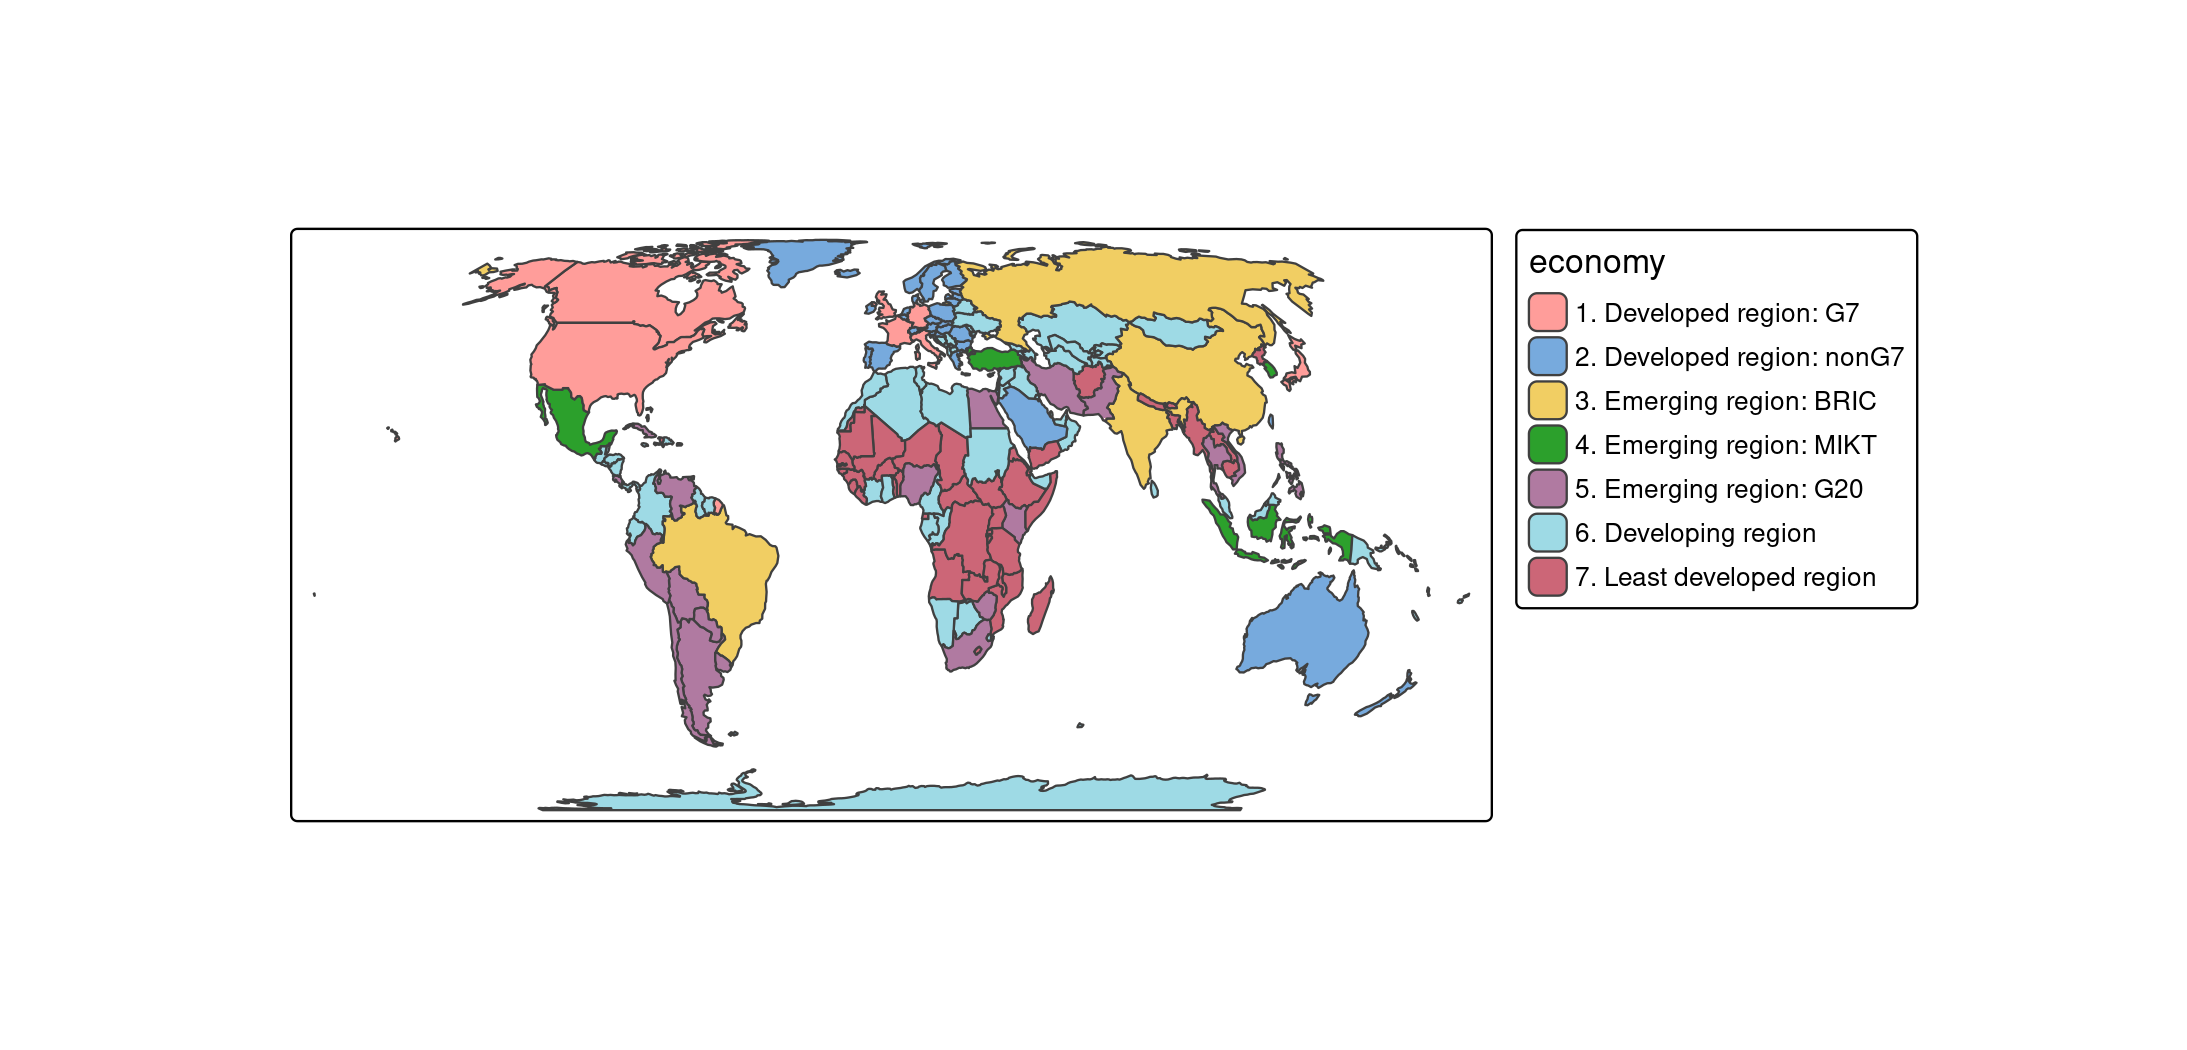 economy
1. Developed region: G7
2. Developed region: nonG7
3. Emerging region: BRIC
4. Emerging region: MIKT
5. Emerging region: G20
6. Developing region
7. Least developed region